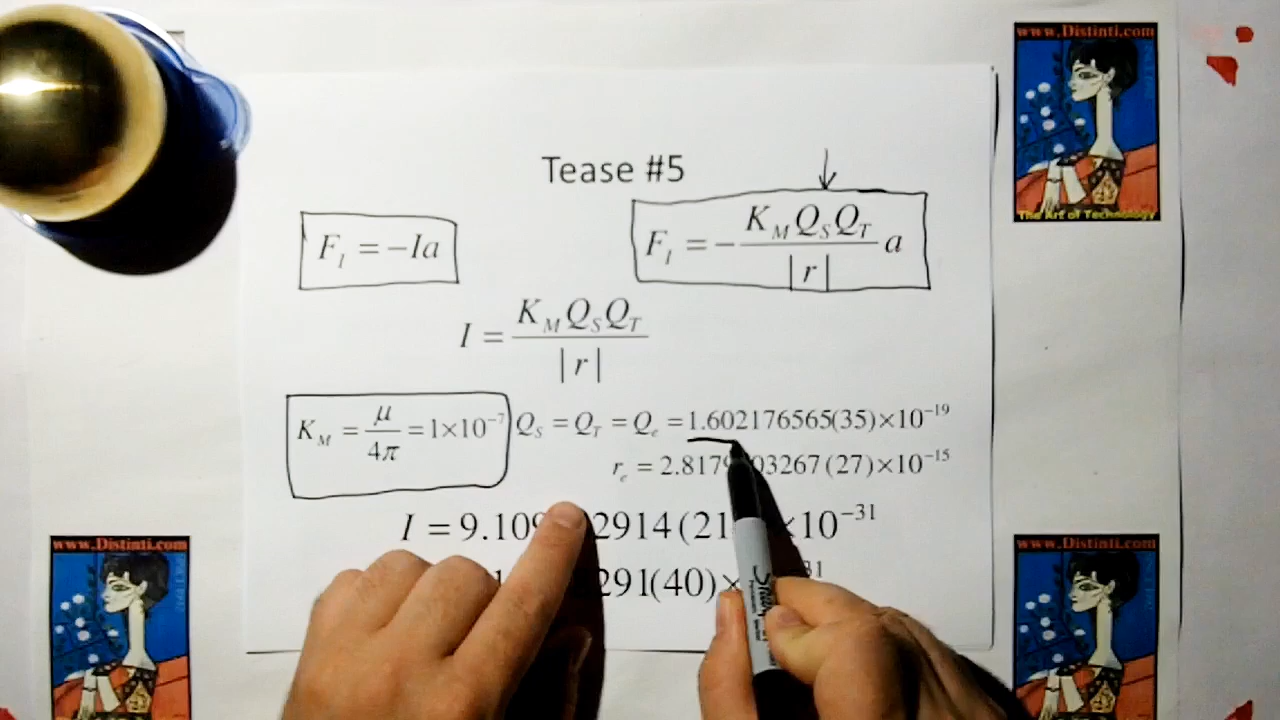 www.Distinti.com
The Art of Technology
Tease #5
F_I = -Ia
F_I = - K_M Q_S Q_T / |r| a
I = K_M Q_S Q_T / |r|
K_M = μ / 4π = 1×10^-7
Q_S = Q_T = Q_e = 1.602176565(35)×10^-19
r_e = 2.8179 03267(27)×10^-15
I = 9.109 2914(21 ×10^-31
291(40)× 31
www.Distinti.com
www.Distinti.com
Sharpie